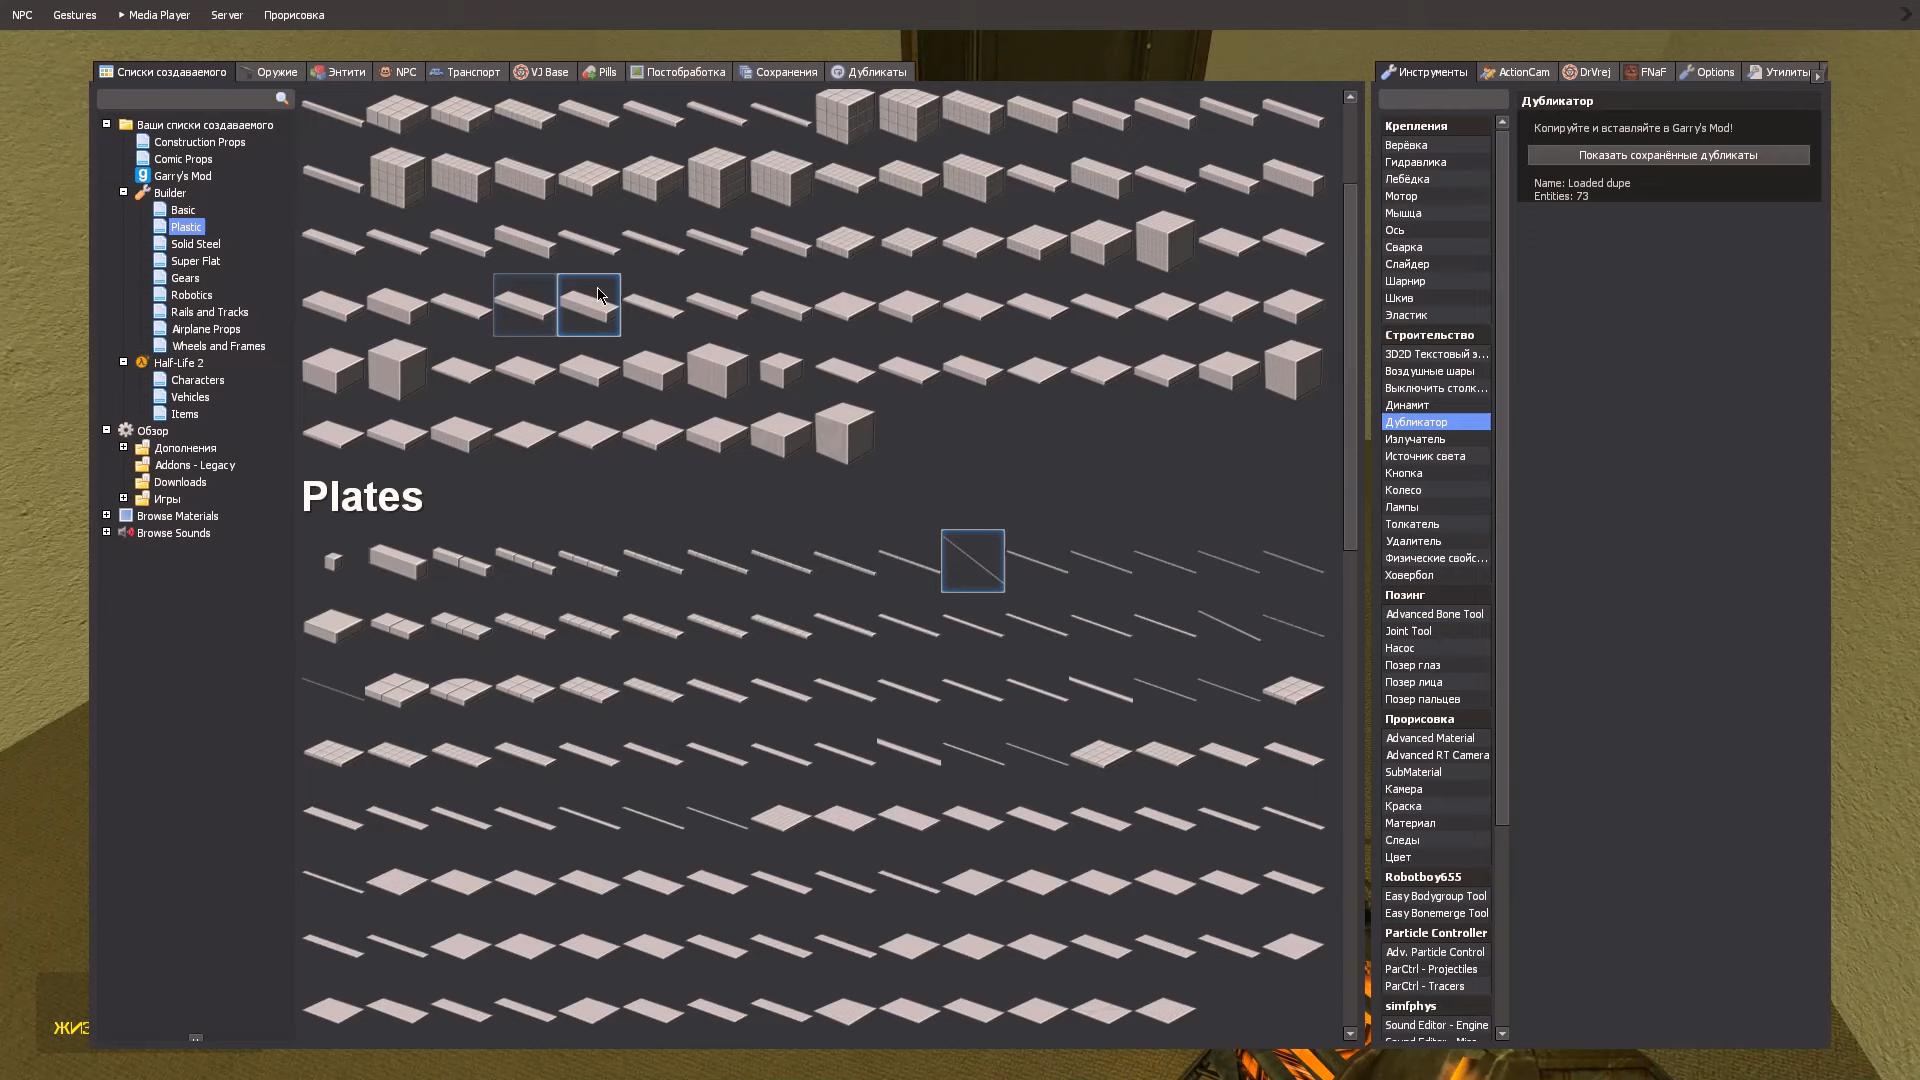 NPC
Gestures
Media Player
Server
Прорисовка
Списки создаваемого
Оружие
Энтити
NPC
Транспорт
VJ Base
Pills
Постобработка
Сохранения
Дубликаты
Ваши списки создаваемого
Construction Props
Comic Props
Garry's Mod
Builder
Basic
Plastic
Solid Steel
Super Flat
Gears
Robotics
Rails and Tracks
Airplane Props
Wheels and Frames
Half-Life 2
Characters
Vehicles
Items
Обзор
Дополнения
Addons - Legacy
Downloads
Игры
Browse Materials
Browse Sounds
Plates
Инструменты
ActionCam
DrVrej
FNaF
Options
Утилиты
Крепления
Верёвка
Гидравлика
Лебёдка
Мотор
Мышца
Ось
Сварка
Слайдер
Шарнир
Шкив
Эластик
Строительство
3D2D Текстовый э...
Воздушные шары
Выключить столк...
Динамит
Дубликатор
Излучатель
Источник света
Кнопка
Колесо
Лампы
Толкатель
Удалитель
Физические свойс...
Ховербол
Позинг
Advanced Bone Tool
Joint Tool
Насос
Позер глаз
Позер лица
Позер пальцев
Прорисовка
Advanced Material
Advanced RT Camera
SubMaterial
Камера
Краска
Материал
Следы
Цвет
Robotboy655
Easy Bodygroup Tool
Easy Bonemerge Tool
Particle Controller
Adv. Particle Control
ParCtrl - Projectiles
ParCtrl - Tracers
simfphys
Sound Editor - Engine
Дубликатор
Копируйте и вставляйте в Garry's Mod!
Показать сохранённые дубликаты
Name: Loaded dupe
Entities: 73